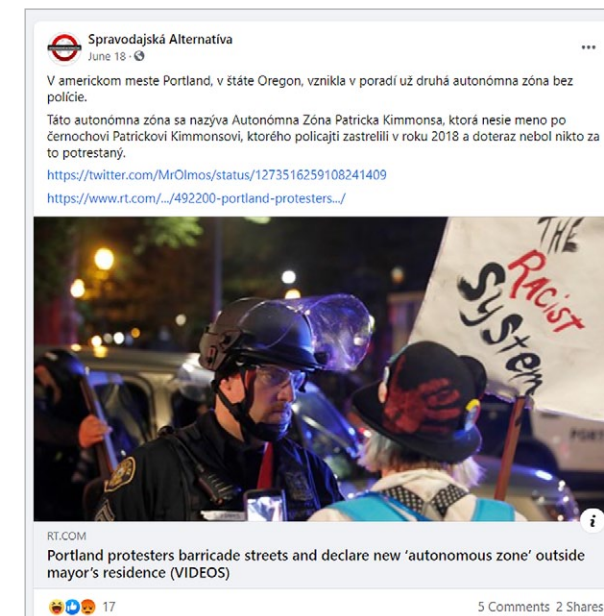 Spravodajská Alternatíva
June 18 ·
V americkom meste Portland, v štáte Oregon, vznikla v poradí už druhá autonómna zóna bez
polície.
Táto autonómna zóna sa nazýva Autonómna Zóna Patricka Kimmonsa, ktorá nesie meno po
černochovi Patrickovi Kimmonsovi, ktorého policajti zastrelili v roku 2018 a doteraz nebol nikto za
to potrestaný.
https://twitter.com/MrOlmos/status/1273516259108241409
https://www.rt.com/.../492200-portland-protesters.../
THE
RACIST
SYSTEM
RT.COM
Portland protesters barricade streets and declare new 'autonomous zone' outside
mayor's residence (VIDEOS)
17
5 Comments 2 Shares